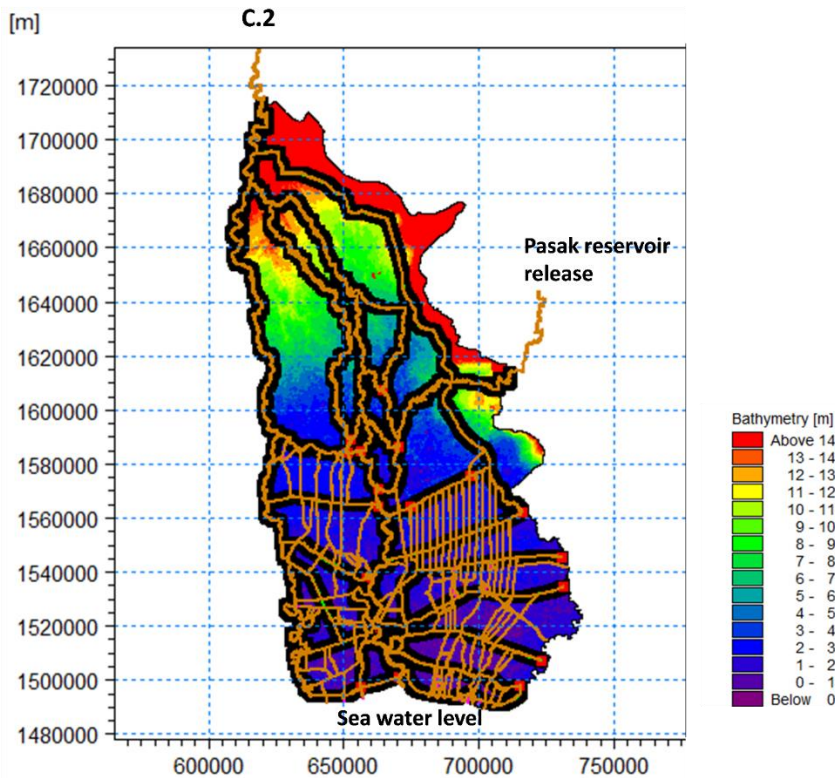 C.2
[m]
1720000
1700000
1680000
1660000
Pasak reservoir
release
1640000
1620000
1600000
1580000
1560000
1540000
1520000
1500000
1480000
Sea water level
600000
650000
700000
750000
Bathymetry [m]
Above 14
13 - 14
12 - 13
11 - 12
10 - 11
9 - 10
8 - 9
7 - 8
6 - 7
5 - 6
4 - 5
3 - 4
2 - 3
1 - 2
0 - 1
Below 0